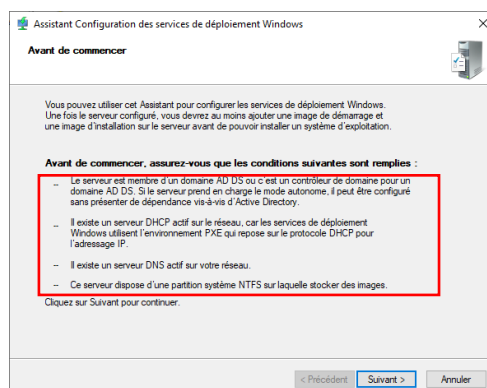 Assistant Configuration des services de déploiement Windows
Avant de commencer
Vous pouvez utiliser cet Assistant pour configurer les services de déploiement Windows.
Une fois le serveur configuré, vous devrez au moins ajouter une image de démarrage et
une image d'installation sur le serveur avant de pouvoir installer un système d'exploitation.
Avant de commencer, assurez-vous que les conditions suivantes sont remplies :
– Le serveur est membre d'un domaine AD DS ou c'est un contrôleur de domaine pour un
domaine AD DS. Si le serveur prend en charge le mode autonome, il peut être configuré
sans présenter de dépendance vis-à-vis d'Active Directory.
– Il existe un serveur DHCP actif sur le réseau, car les services de déploiement
Windows utilisent l'environnement PXE qui repose sur le protocole DHCP pour
l'adressage IP.
– Il existe un serveur DNS actif sur votre réseau.
– Ce serveur dispose d'une partition système NTFS sur laquelle stocker des images.
Cliquez sur Suivant pour continuer.
< Précédent Suivant > Annuler